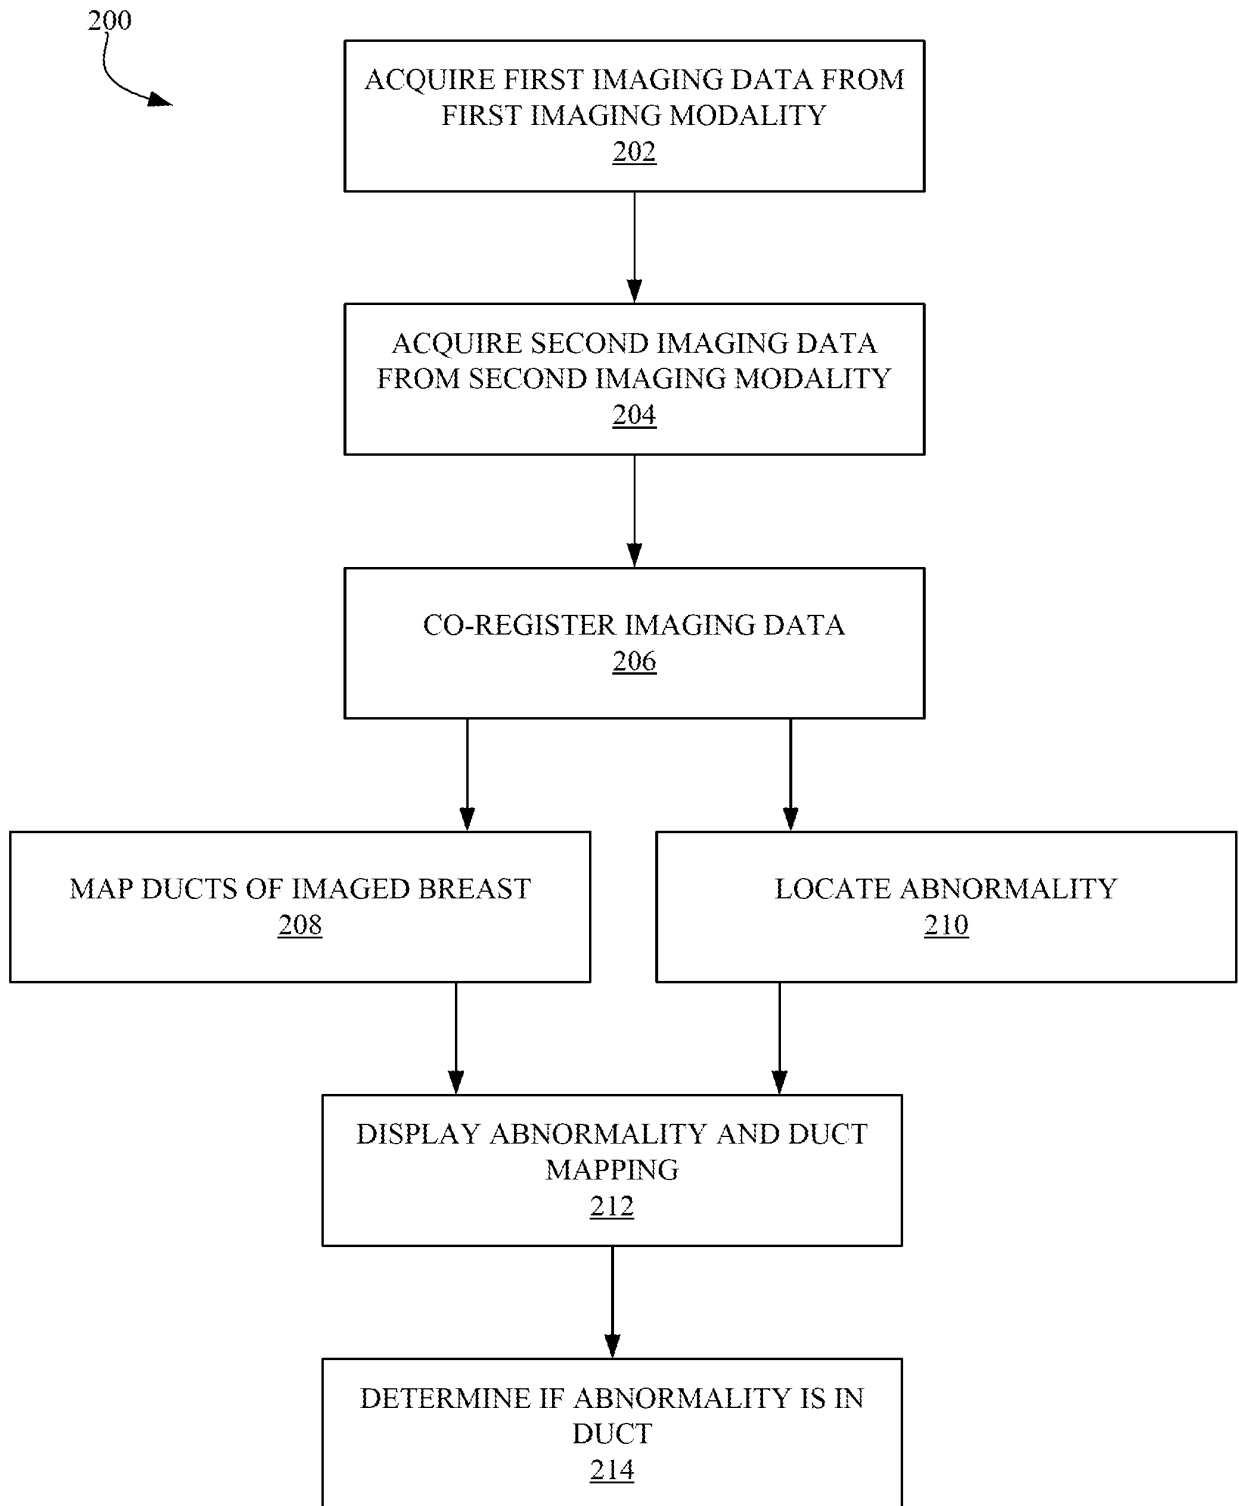 200
ACQUIRE FIRST IMAGING DATA FROM
FIRST IMAGING MODALITY
202
ACQUIRE SECOND IMAGING DATA
FROM SECOND IMAGING MODALITY
204
CO-REGISTER IMAGING DATA
206
MAP DUCTS OF IMAGED BREAST
208
LOCATE ABNORMALITY
210
DISPLAY ABNORMALITY AND DUCT
MAPPING
212
DETERMINE IF ABNORMALITY IS IN
DUCT
214